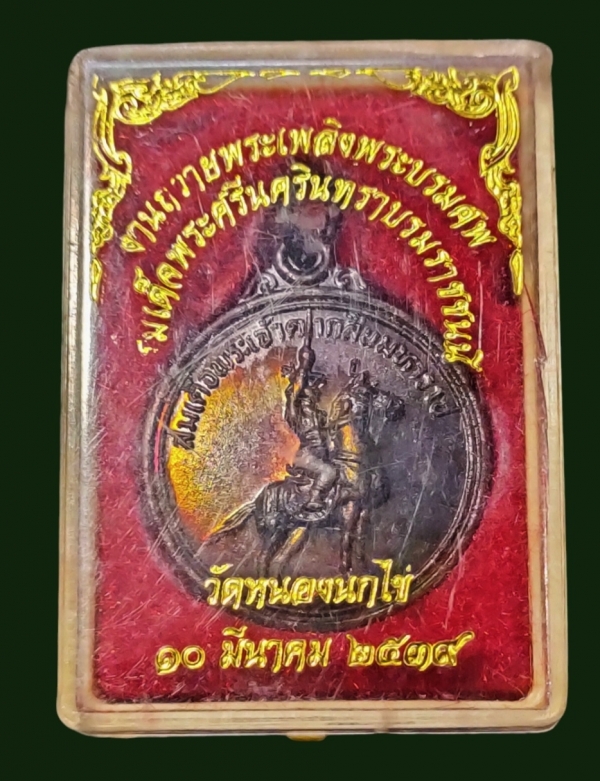 งานถวายพระเพลิงพระบรมศพ
สมเด็จพระศรีนครินทราบรมราชชนนี
สมเด็จพระเจ้าตากสินมหาราช
วัดหนองนกไข่
๑๐ มีนาคม ๒๕๓๙